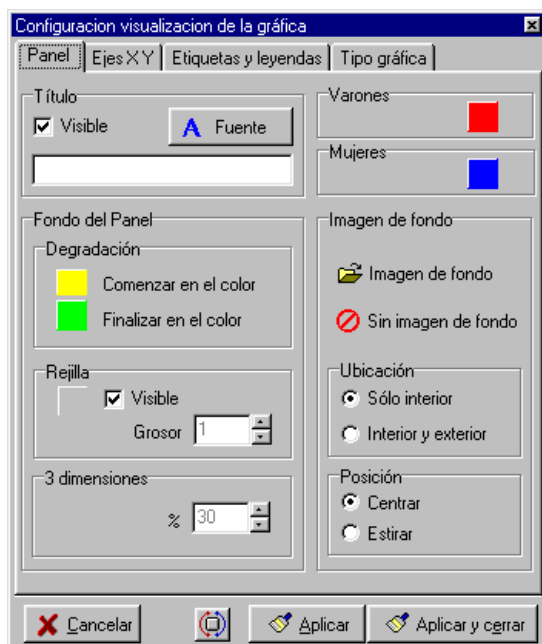 Configuracion visualizacion de la gráfica
Panel
Ejes X Y
Etiquetas y leyendas
Tipo gráfica
Título
Visible
A Fuente
Varones
Mujeres
Fondo del Panel
Degradación
Comenzar en el color
Finalizar en el color
Rejilla
Visible
Grosor 1
3 dimensiones
% 30
Imagen de fondo
Imagen de fondo
Sin imagen de fondo
Ubicación
Sólo interior
Interior y exterior
Posición
Centrar
Estirar
Cancelar
Aplicar
Aplicar y cerrar